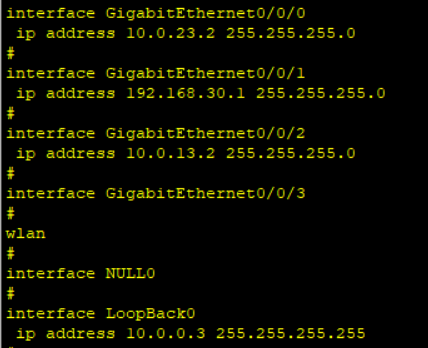 interface GigabitEthernet0/0/0
ip address 10.0.23.2 255.255.255.0
#
interface GigabitEthernet0/0/1
ip address 192.168.30.1 255.255.255.0
#
interface GigabitEthernet0/0/2
ip address 10.0.13.2 255.255.255.0
#
interface GigabitEthernet0/0/3
#
wlan
#
interface NULL0
#
interface LoopBack0
ip address 10.0.0.3 255.255.255.255